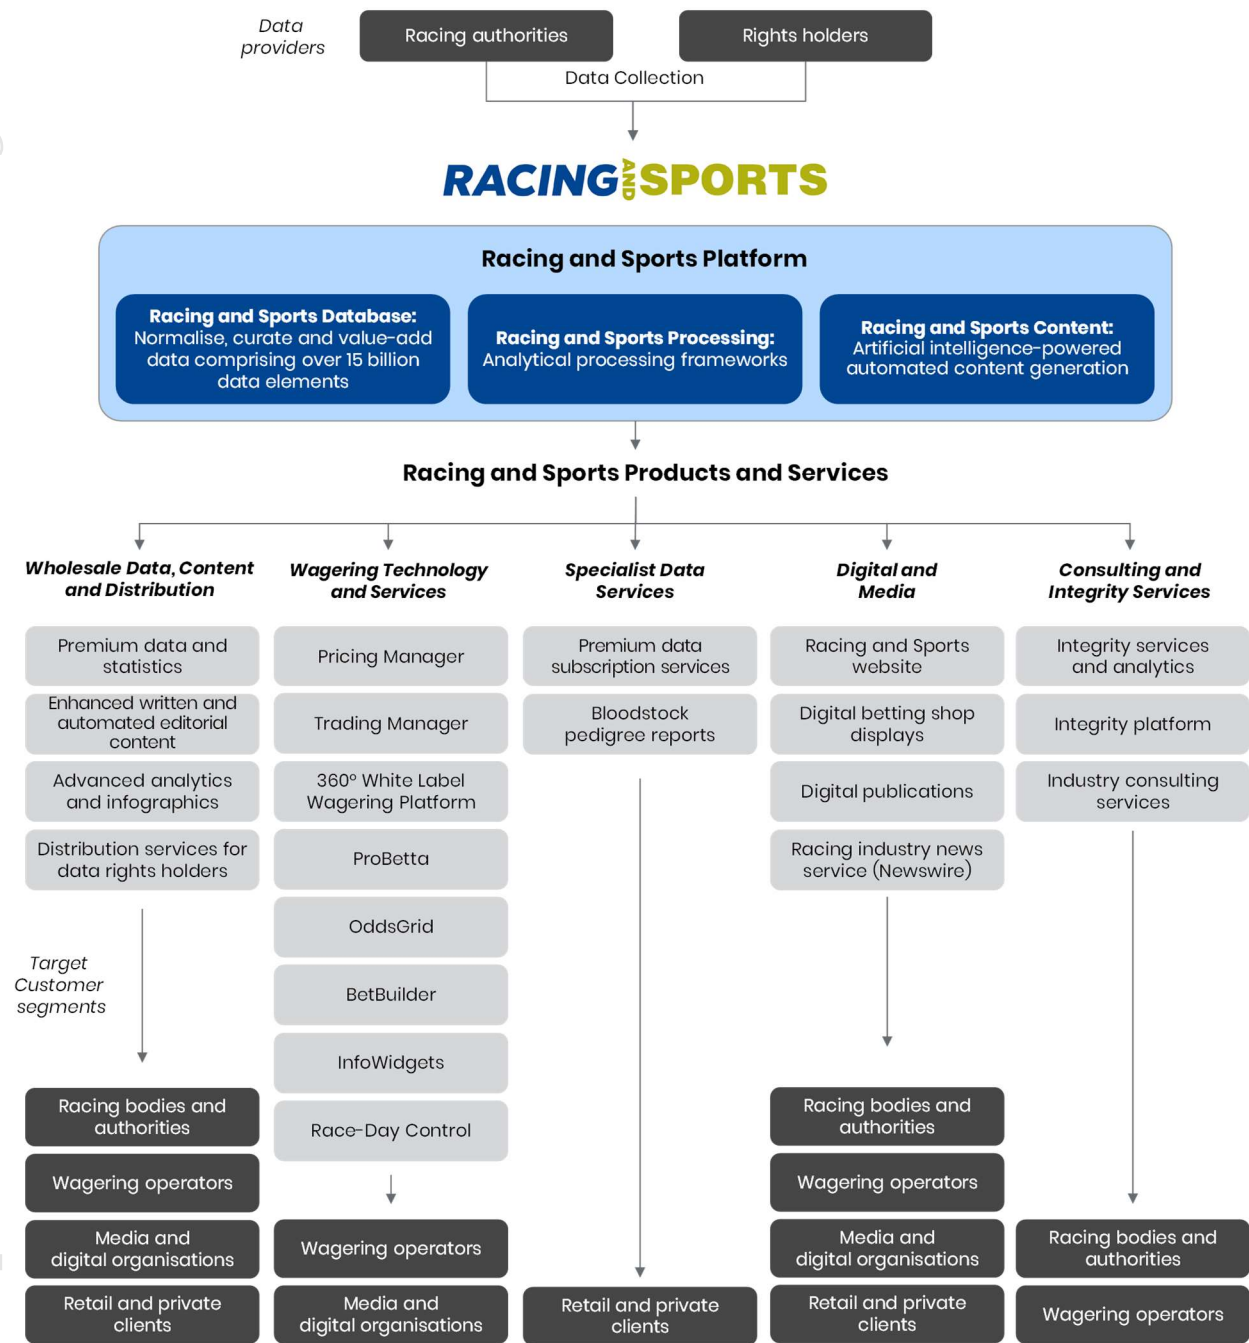 Data
providers
Racing authorities
Rights holders
Data Collection
RACING AND SPORTS
Racing and Sports Platform
Racing and Sports Database:
Normalise, curate and value-add
data comprising over 15 billion
data elements
Racing and Sports Processing:
Analytical processing frameworks
Racing and Sports Content:
Artificial intelligence-powered
automated content generation
Racing and Sports Products and Services
Wholesale Data, Content
and Distribution
Premium data and
statistics
Enhanced written and
automated editorial
content
Advanced analytics
and infographics
Distribution services for
data rights holders
Target
Customer
segments
Racing bodies and
authorities
Wagering operators
Media and
digital organisations
Retail and private
clients
Wagering Technology
and Services
Pricing Manager
Trading Manager
360° White Label
Wagering Platform
ProBetta
OddsGrid
BetBuilder
InfoWidgets
Race-Day Control
Wagering operators
Media and
digital organisations
Specialist Data
Services
Premium data
subscription services
Bloodstock
pedigree reports
Retail and private
clients
Digital and
Media
Racing and Sports
website
Digital betting shop
displays
Digital publications
Racing industry news
service (Newswire)
Racing bodies and
authorities
Wagering operators
Media and
digital organisations
Retail and private
clients
Consulting and
Integrity Services
Integrity services
and analytics
Integrity platform
Industry consulting
services
Racing bodies and
authorities
Wagering operators